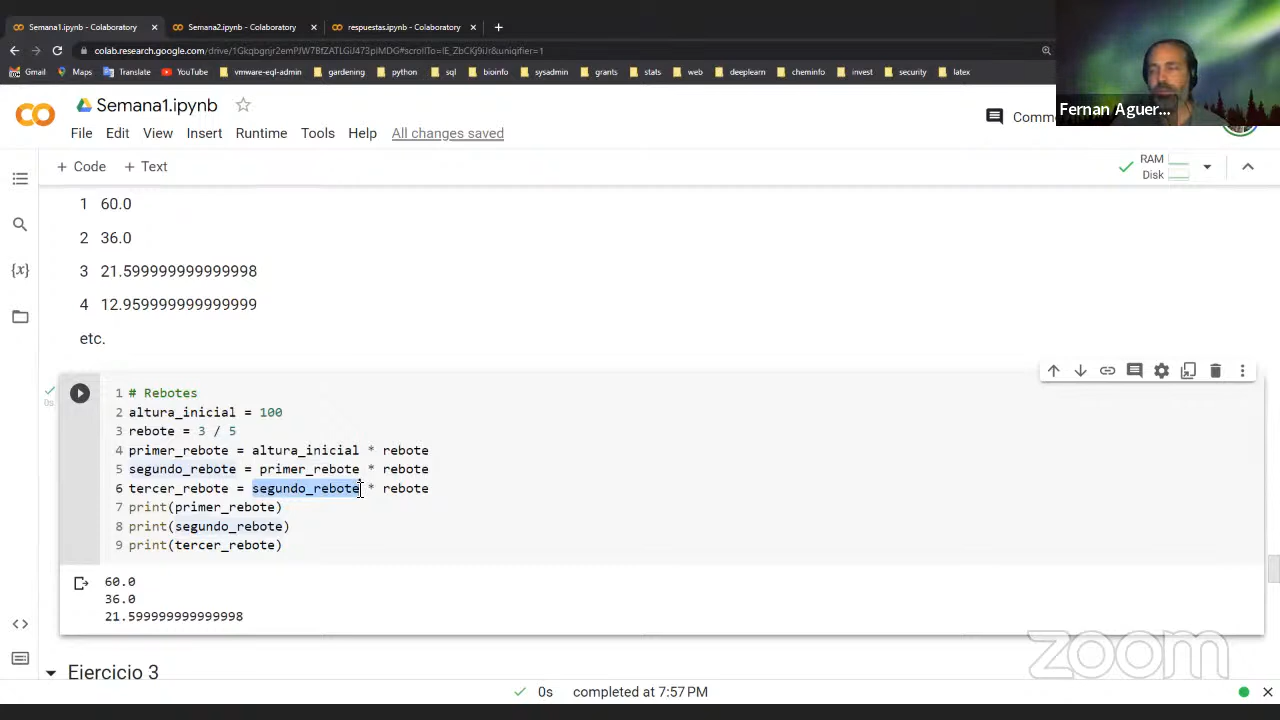 Semana1.ipynb - Colaboratory
Semana2.ipynb - Colaboratory
respuestas.ipynb - Colaboratory
Gmail
Maps
Translate
YouTube
vmware-eql-admin
gardening
python
sql
bioinfo
sysadmin
grants
stats
web
deeplearn
cheminfo
invest
security
latex
Fernan Aguer...
Semana1.ipynb
File Edit View Insert Runtime Tools Help All changes saved
+ Code + Text
RAM
Disk
1 60.0
2 36.0
3 21.599999999999998
4 12.959999999999999
etc.
1 # Rebotes
2 altura_inicial = 100
3 rebote = 3 / 5
4 primer_rebote = altura_inicial * rebote
5 segundo_rebote = primer_rebote * rebote
6 tercer_rebote = segundo_rebote * rebote
7 print(primer_rebote)
8 print(segundo_rebote)
9 print(tercer_rebote)
0s
60.0
36.0
21.599999999999998
Ejercicio 3
zoom
0s completed at 7:57 PM